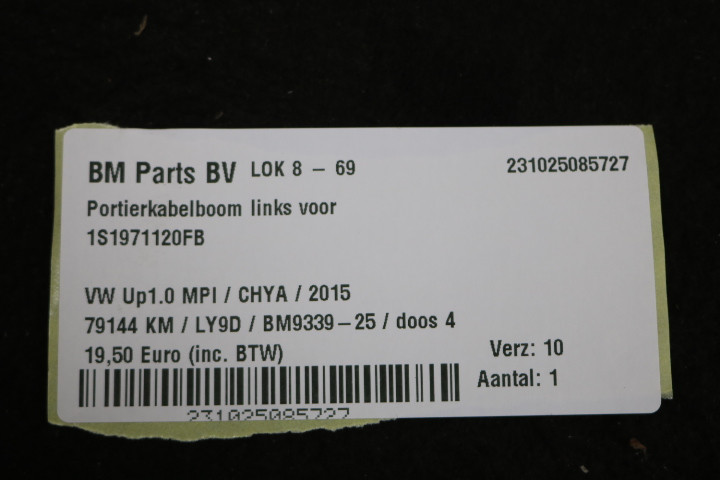 BM Parts BV LOK 8 - 69 231025085727
Portierkabelboom links voor
1S1971120FB
VW Up1.0 MPI / CHYA / 2015
79144 KM / LY9D / BM9339-25 / doos 4
19,50 Euro (inc. BTW) Verz: 10
Aantal: 1
231025085727